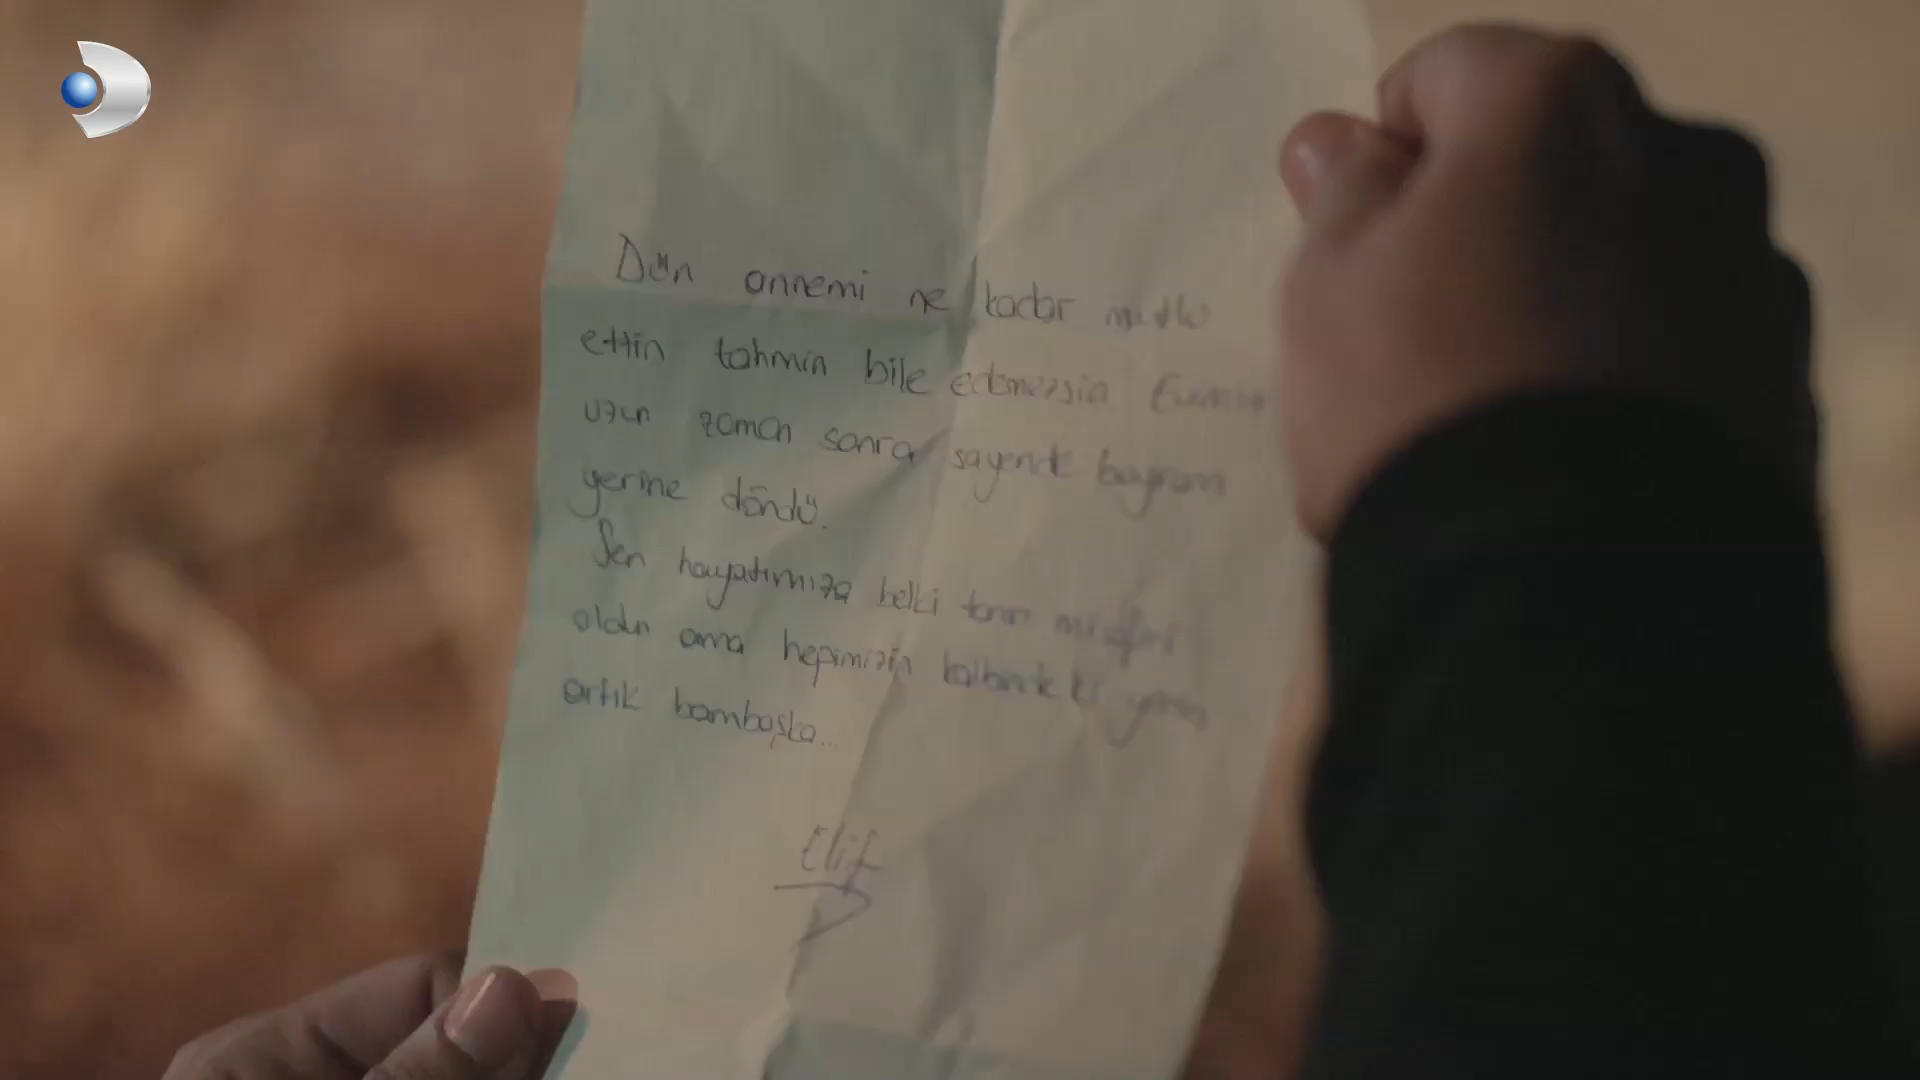 Dün annemi ne kadar mutlu
ettin tahmin bile edemezsin Evimiz
uzun zaman sonra sayende bayram
yerine döndü.
Sen hayatımıza belki tanrı misafiri
oldun ama hepimizin kalbindeki yerin
artık bambaşka...
Elif